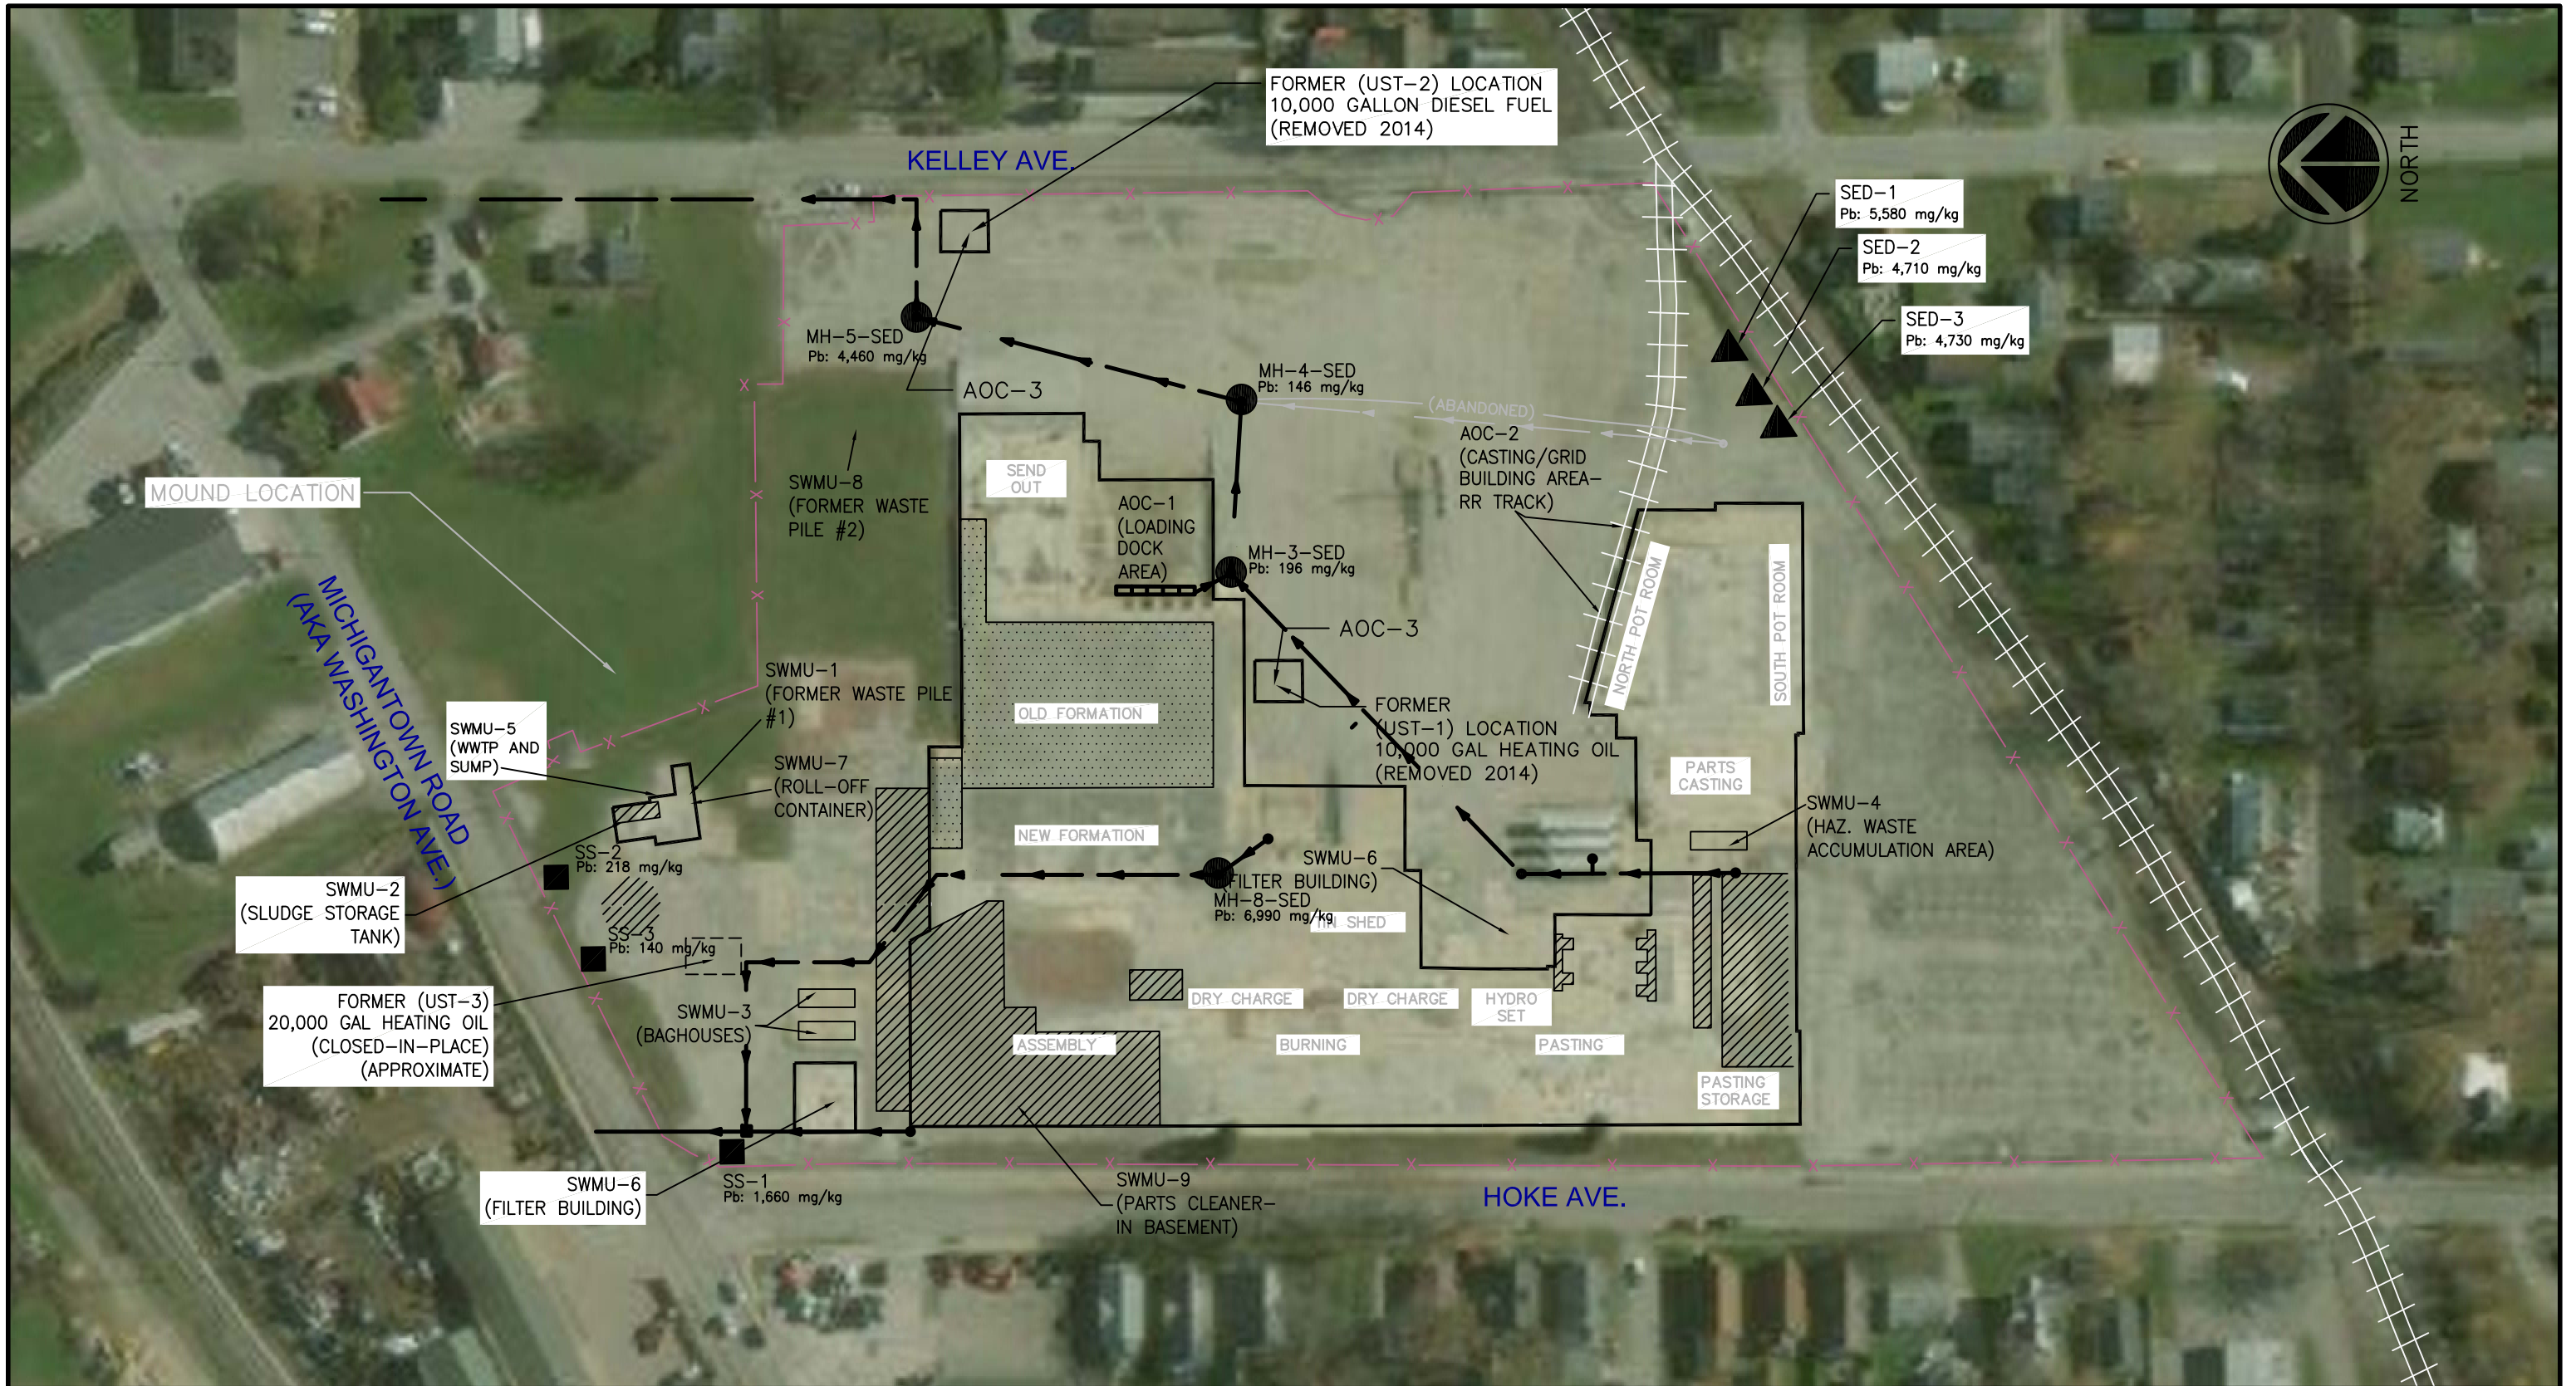 FORMER (UST-2) LOCATION
10,000 GALLON DIESEL FUEL
(REMOVED 2014)
KELLEY AVE.
NORTH
SED-1
Pb: 5,580 mg/kg
SED-2
Pb: 4,710 mg/kg
SED-3
Pb: 4,730 mg/kg
MH-5-SED
Pb: 4,460 mg/kg
AOC-3
MH-4-SED
Pb: 146 mg/kg
(ABANDONED)
AOC-2
(CASTING/GRID
BUILDING AREA-
RR TRACK)
MOUND LOCATION
SWMU-8
(FORMER WASTE
PILE #2)
SEND
OUT
AOC-1
(LOADING
DOCK
AREA)
MH-3-SED
Pb: 196 mg/kg
AOC-3
NORTH POT ROOM
SOUTH POT ROOM
MICHIGANTOWN ROAD
(AKA WASHINGTON AVE.)
SWMU-1
(FORMER WASTE PILE
#1)
SWMU-5
(WWTP AND
SUMP)
SWMU-7
(ROLL-OFF
CONTAINER)
OLD FORMATION
FORMER
(UST-1) LOCATION
10,000 GAL HEATING OIL
(REMOVED 2014)
PARTS
CASTING
SWMU-4
(HAZ. WASTE
ACCUMULATION AREA)
NEW FORMATION
SWMU-6
(FILTER BUILDING)
SS-2
Pb: 218 mg/kg
SWMU-2
(SLUDGE STORAGE
TANK)
MH-8-SED
Pb: 6,990 mg/kg
TIN SHED
SS-3
Pb: 140 mg/kg
FORMER (UST-3)
20,000 GAL HEATING OIL
(CLOSED-IN-PLACE)
(APPROXIMATE)
SWMU-3
(BAGHOUSES)
DRY CHARGE
DRY CHARGE
HYDRO
SET
ASSEMBLY
BURNING
PASTING
PASTING
STORAGE
SWMU-6
(FILTER BUILDING)
SS-1
Pb: 1,660 mg/kg
SWMU-9
(PARTS CLEANER-
IN BASEMENT)
HOKE AVE.